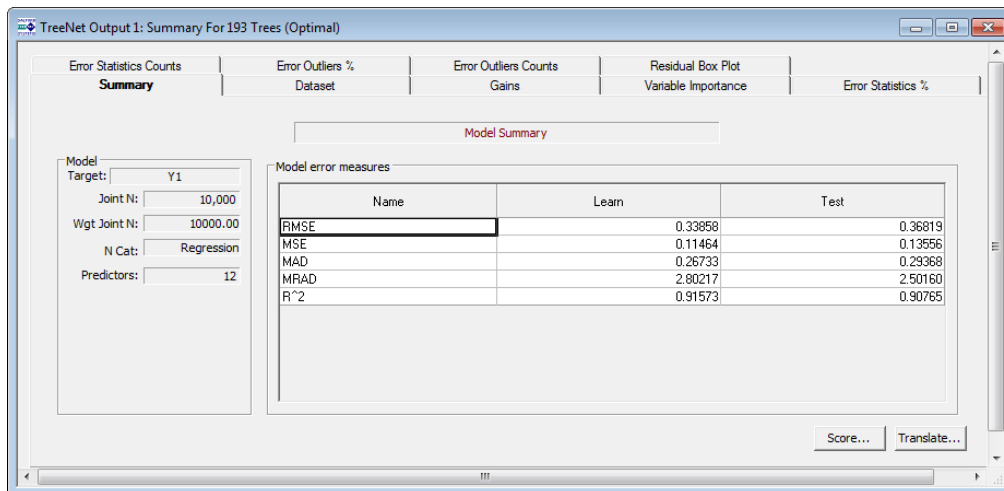 TreeNet Output 1: Summary For 193 Trees (Optimal)
Error Statistics Counts Error Outliers % Error Outliers Counts Residual Box Plot
Summary Dataset Gains Variable Importance Error Statistics %
Model Summary
Model
Target: Y1
Joint N: 10,000
Wgt Joint N: 10000.00
N Cat: Regression
Predictors: 12
Model error measures
Name Learn Test
RMSE 0.33858 0.36819
MSE 0.11464 0.13556
MAD 0.26733 0.29368
MRAD 2.80217 2.50160
R^2 0.91573 0.90765
Score... Translate...